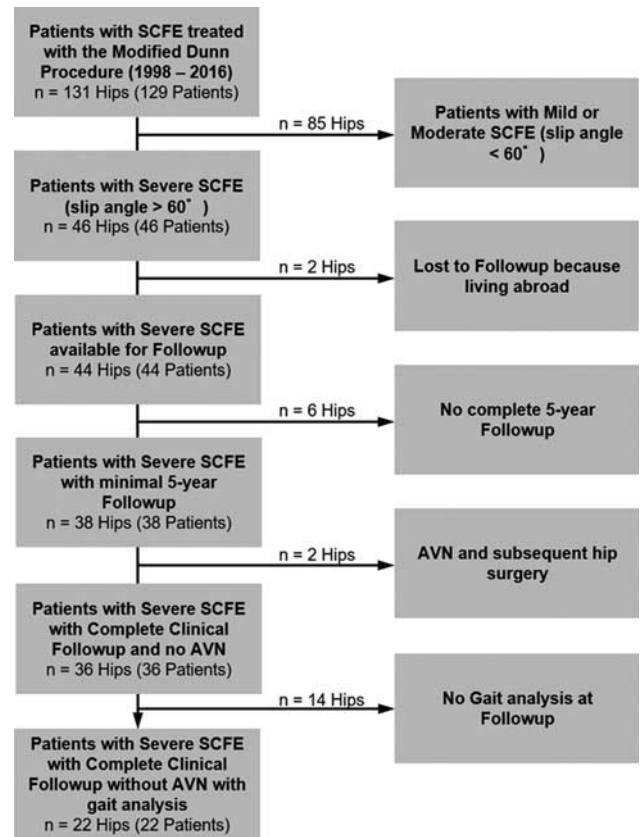 Patients with SCFE treated
with the Modified Dunn
Procedure (1998 – 2016)
n = 131 Hips (129 Patients)
n = 85 Hips
Patients with Mild or
Moderate SCFE (slip angle
< 60° )
Patients with Severe SCFE
(slip angle > 60° )
n = 46 Hips (46 Patients)
n = 2 Hips
Lost to Followup because
living abroad
Patients with Severe SCFE
available for Followup
n = 44 Hips (44 Patients)
n = 6 Hips
No complete 5-year
Followup
Patients with Severe SCFE
with minimal 5-year
Followup
n = 38 Hips (38 Patients)
n = 2 Hips
AVN and subsequent hip
surgery
Patients with Severe SCFE
with Complete Clinical
Followup and no AVN
n = 36 Hips (36 Patients)
n = 14 Hips
No Gait analysis at
Followup
Patients with Severe SCFE
with Complete Clinical
Followup without AVN with
gait analysis
n = 22 Hips (22 Patients)